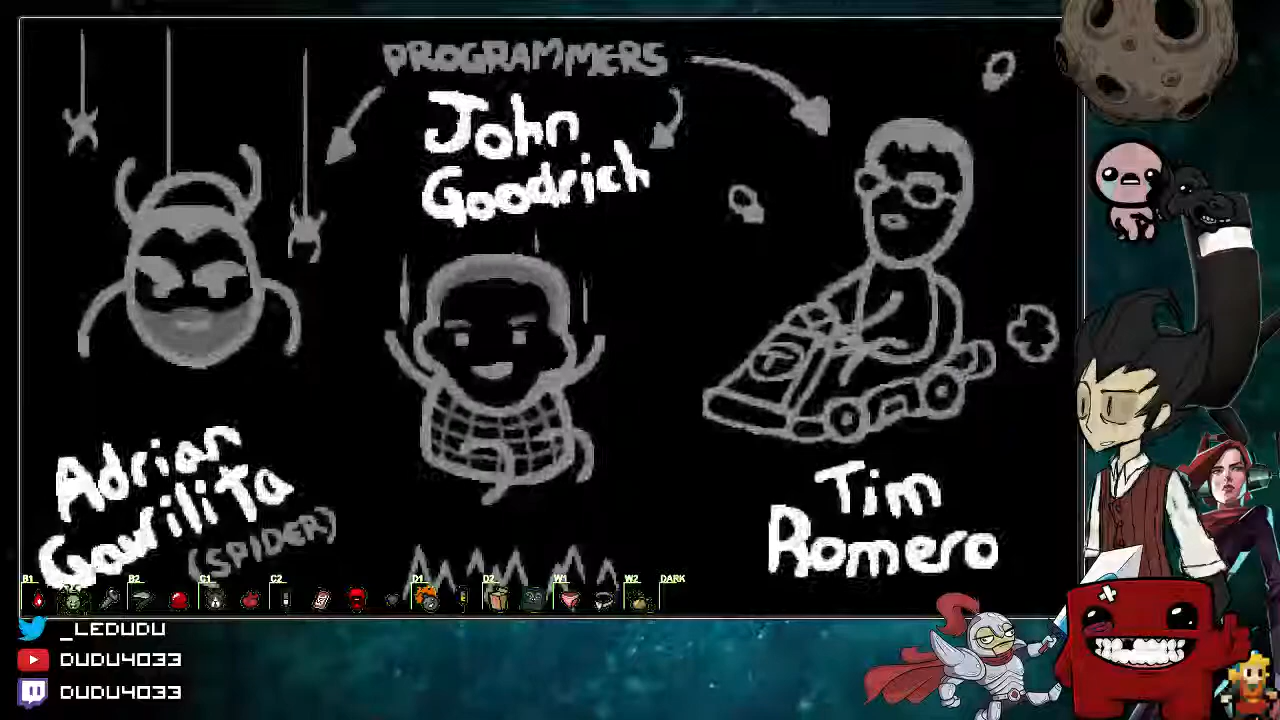 PROGRAMMERS
John
Goodrich
Adrian
Gavrilita
(SPIDER)
Tim
Romero
B1 B2 C1 C2 D1 D2 W1 W2 DARK
_LEDUDU
DUDU4033
DUDU4033